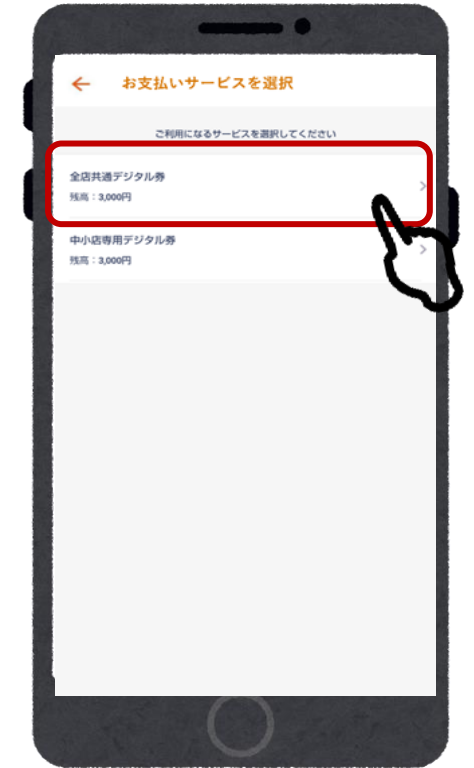 お支払いサービスを選択
ご利用になるサービスを選択してください
全店共通デジタル券
残高：3,000円
中小店専用デジタル券
残高：3,000円